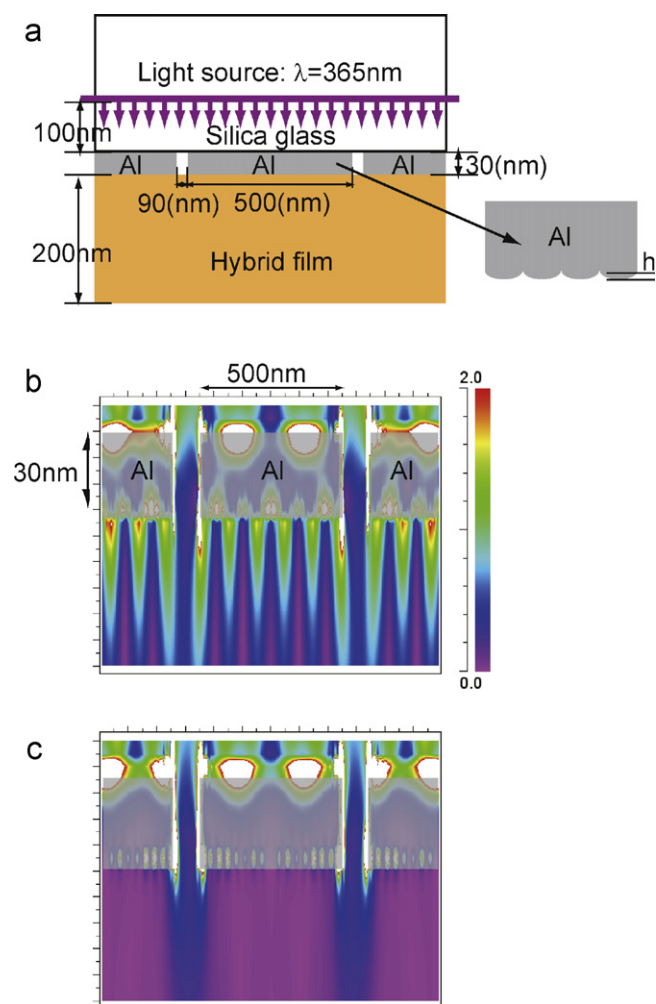 a
Light source: λ=365nm
100nm
Silica glass
Al Al Al 30(nm)
90(nm) 500(nm)
200nm
Hybrid film
Al
h
b
500nm
2.0
30nm
Al Al Al
0.0
c